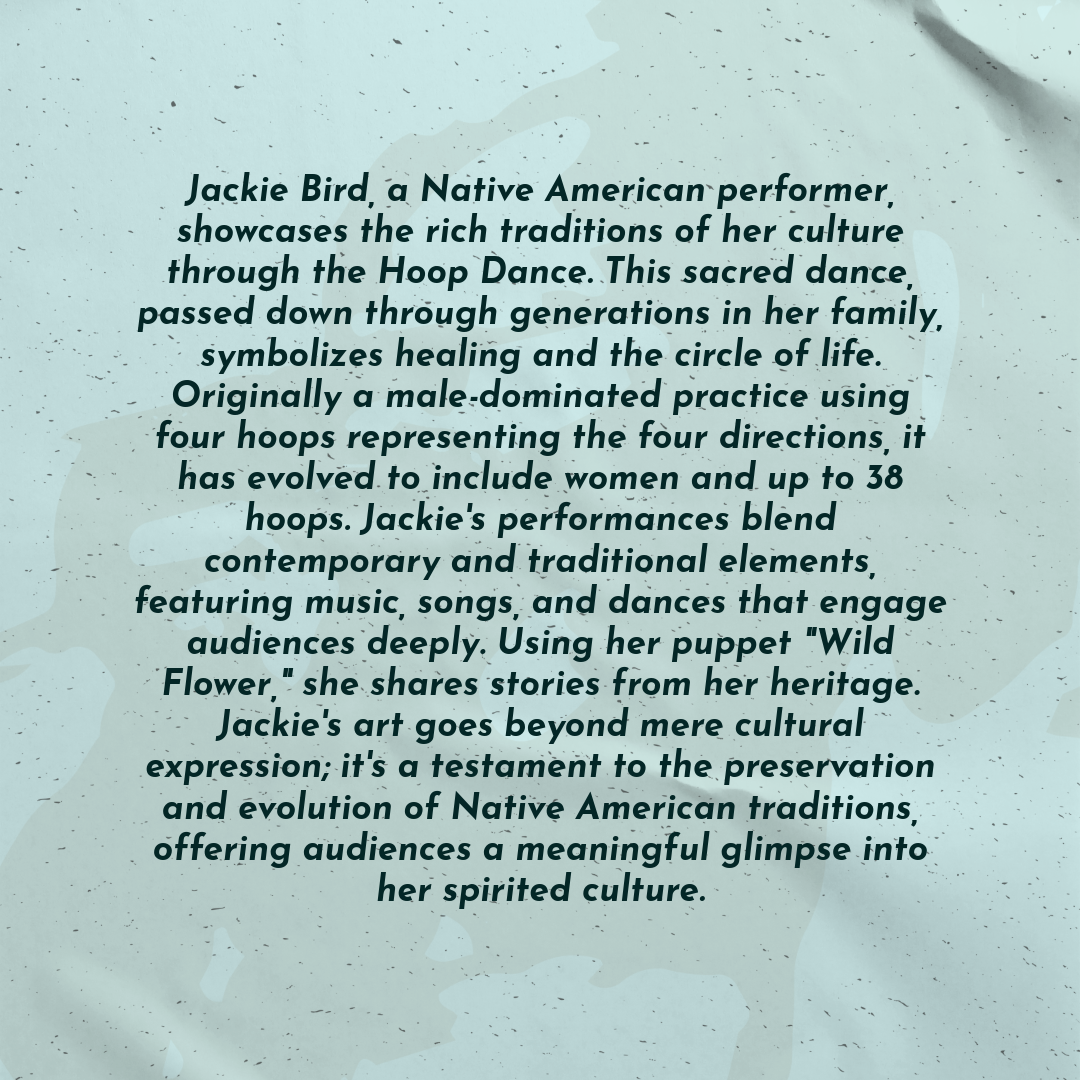 Jackie Bird, a Native American performer,
showcases the rich traditions of her culture
through the Hoop Dance. This sacred dance,
passed down through generations in her family,
symbolizes healing and the circle of life.
Originally a male-dominated practice using
four hoops representing the four directions, it
has evolved to include women and up to 38
hoops. Jackie's performances blend
contemporary and traditional elements,
featuring music, songs, and dances that engage
audiences deeply. Using her puppet "Wild
Flower," she shares stories from her heritage.
Jackie's art goes beyond mere cultural
expression; it's a testament to the preservation
and evolution of Native American traditions,
offering audiences a meaningful glimpse into
her spirited culture.